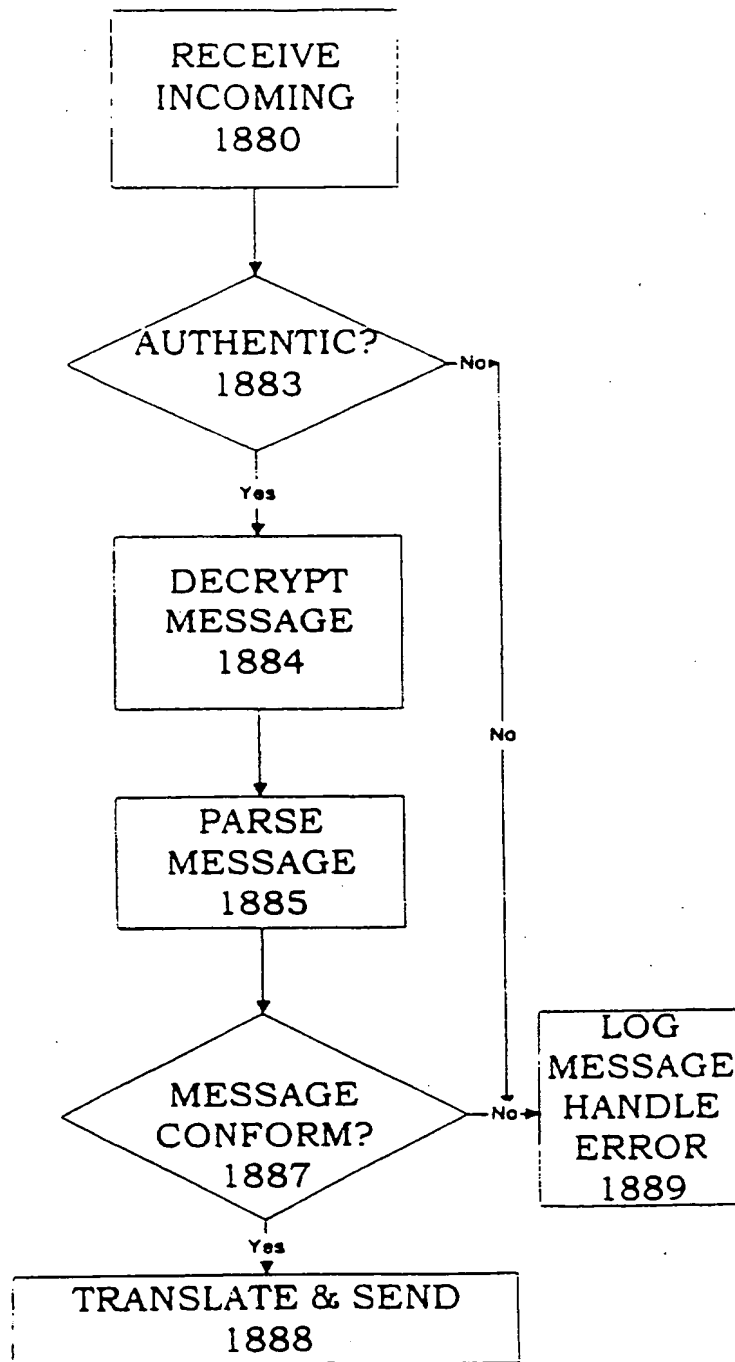 RECEIVE
INCOMING
1880
AUTHENTIC?
1883
No
Yes
DECRYPT
MESSAGE
1884
No
PARSE
MESSAGE
1885
MESSAGE
CONFORM?
1887
No
LOG
MESSAGE
HANDLE
ERROR
1889
Yes
TRANSLATE & SEND
1888